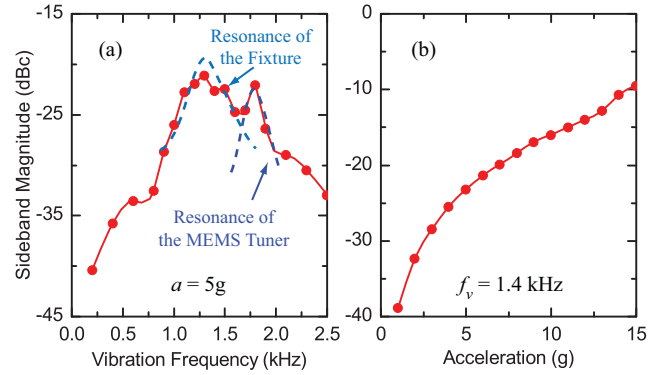 (a)
Resonance of
the Fixture
Resonance of
the MEMS Tuner
a = 5g
Sideband Magnitude (dBc)
-15
-25
-35
-45
0.0 0.5 1.0 1.5 2.0 2.5
Vibration Frequency (kHz)
(b)
f_v = 1.4 kHz
0
-10
-20
-30
-40
0 5 10 15
Acceleration (g)